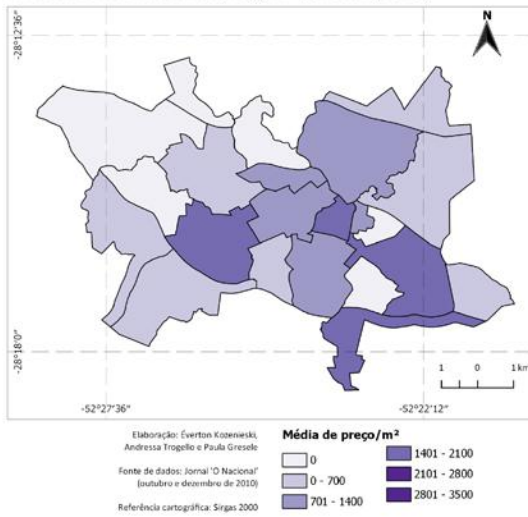 -28°12'36"
N
-28°18'0"
1 0 1 km
-52°27'36"
-52°22'12"
Elaboração: Éverton Kozenieski,
Andressa Trogello e Paula Gresele
Fonte de dados: Jornal 'O Nacional'
(outubro e dezembro de 2010)
Referência cartográfica: Sirgas 2000
Média de preço/m²
0
0 - 700
701 - 1400
1401 - 2100
2101 - 2800
2801 - 3500